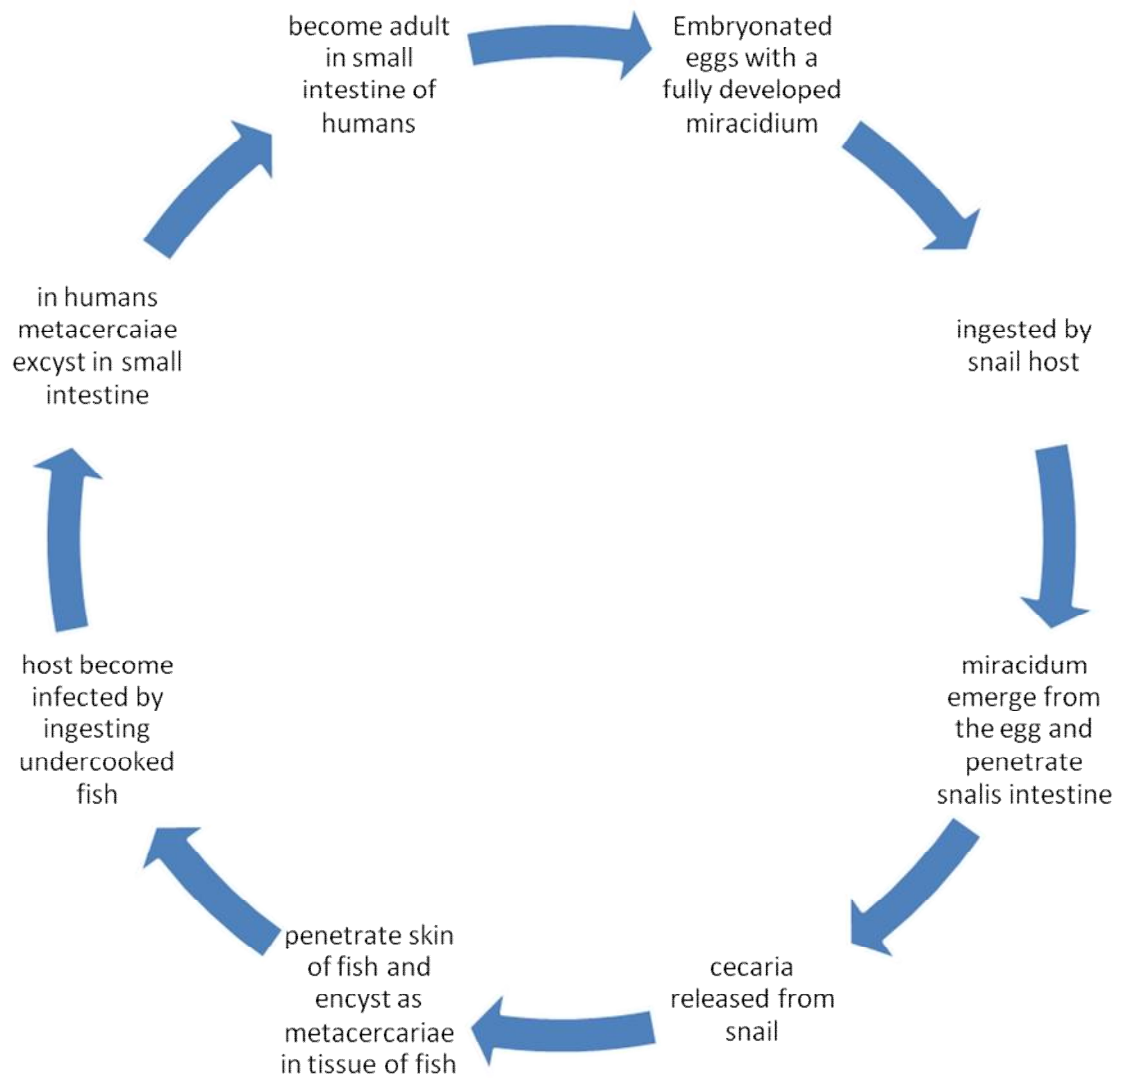 become adult
in small
intestine of
humans
Embryonated
eggs with a
fully developed
miracidium
ingested by
snail host
miracidum
emerge from
the egg and
penetrate
snalis intestine
cecaria
released from
snail
penetrate skin
of fish and
encyst as
metacercariae
in tissue of fish
host become
infected by
ingesting
undercooked
fish
in humans
metacercaiae
excyst in small
intestine